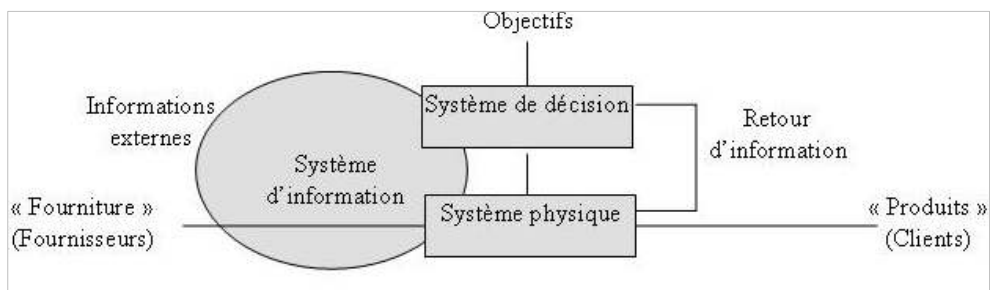 Objectifs
Système de décision
Informations
externes
Retour
d'information
Système
d'information
« Fourniture »
(Fournisseurs)
Système physique
« Produits »
(Clients)